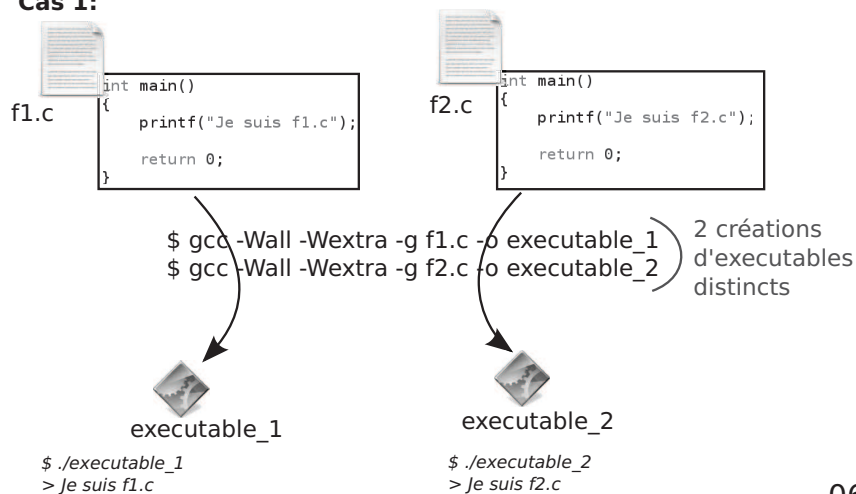 Cas 1:
f1.c
int main()
{
printf("Je suis f1.c");
return 0;
}
f2.c
int main()
{
printf("Je suis f2.c");
return 0;
}
$ gcc -Wall -Wextra -g f1.c -o executable_1
$ gcc -Wall -Wextra -g f2.c -o executable_2
2 créations
d'executables
distincts
executable_1
$ ./executable_1
> Je suis f1.c
executable_2
$ ./executable_2
> Je suis f2.c